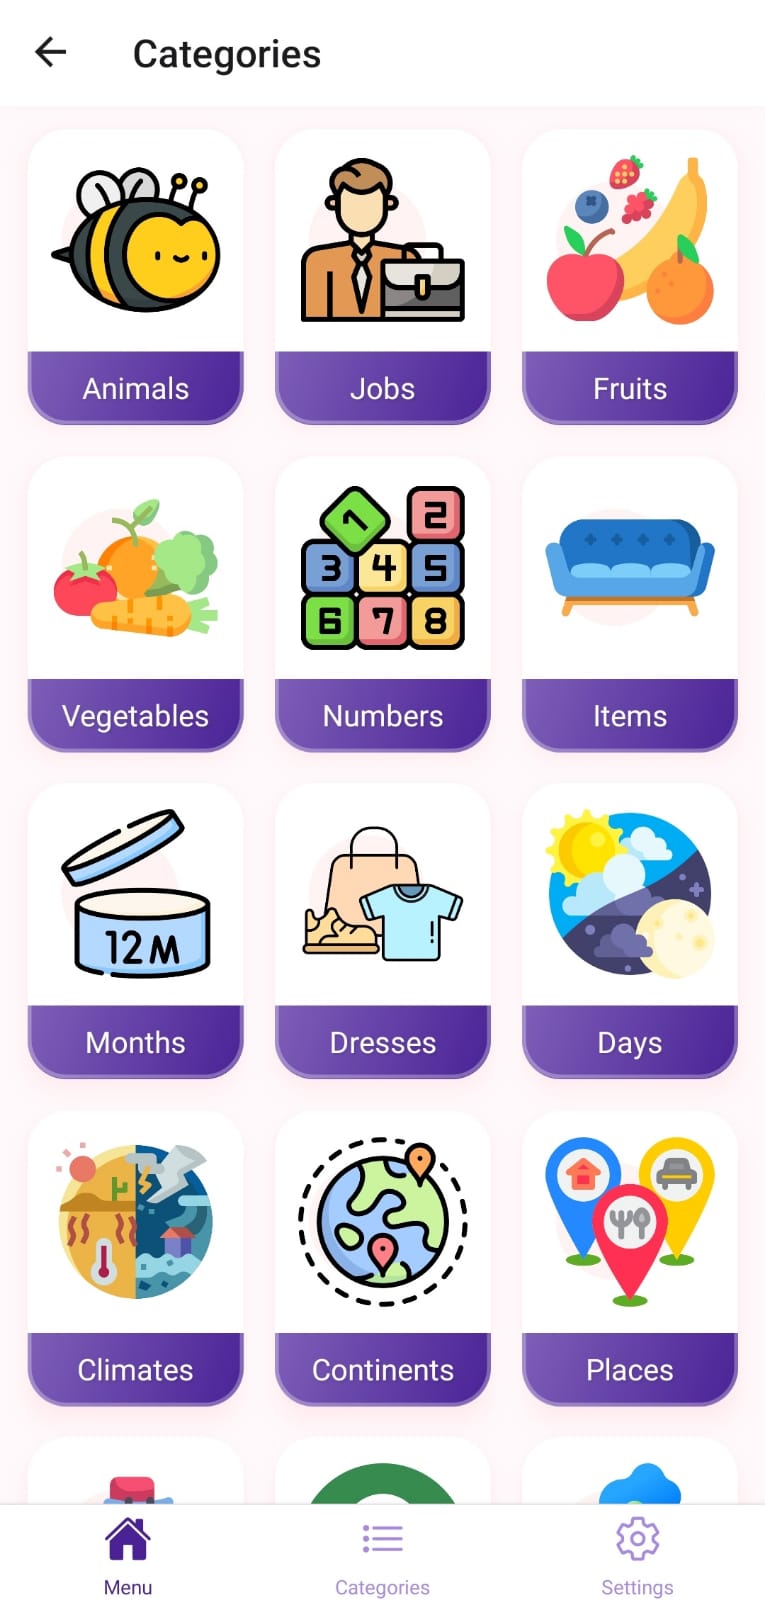 Categories
Animals
Jobs
Fruits
1
2
3
4
5
6
7
8
Vegetables
Numbers
Items
12M
Months
Dresses
Days
Climates
Continents
Places
Menu
Categories
Settings